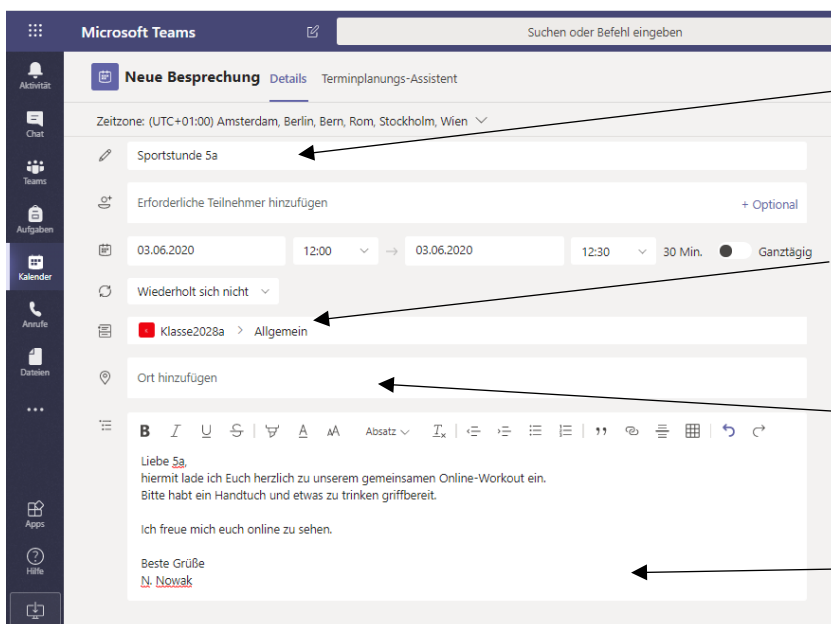 Microsoft Teams
Suchen oder Befehl eingeben
Aktivität
Chat
Teams
Aufgaben
Kalender
Anrufe
Dateien
Apps
Hilfe
Neue Besprechung Details Terminplanungs-Assistent
Zeitzone: (UTC+01:00) Amsterdam, Berlin, Bern, Rom, Stockholm, Wien
Sportstunde 5a
Erforderliche Teilnehmer hinzufügen + Optional
03.06.2020 12:00 → 03.06.2020 12:30 30 Min. Ganztägig
Wiederholt sich nicht
Klasse2028a > Allgemein
Ort hinzufügen
B I U S A AA Absatz Tx
Liebe 5a,
hiermit lade ich Euch herzlich zu unserem gemeinsamen Online-Workout ein.
Bitte habt ein Handtuch und etwas zu trinken griffbereit.
Ich freue mich euch online zu sehen.
Beste Grüße
N. Nowak